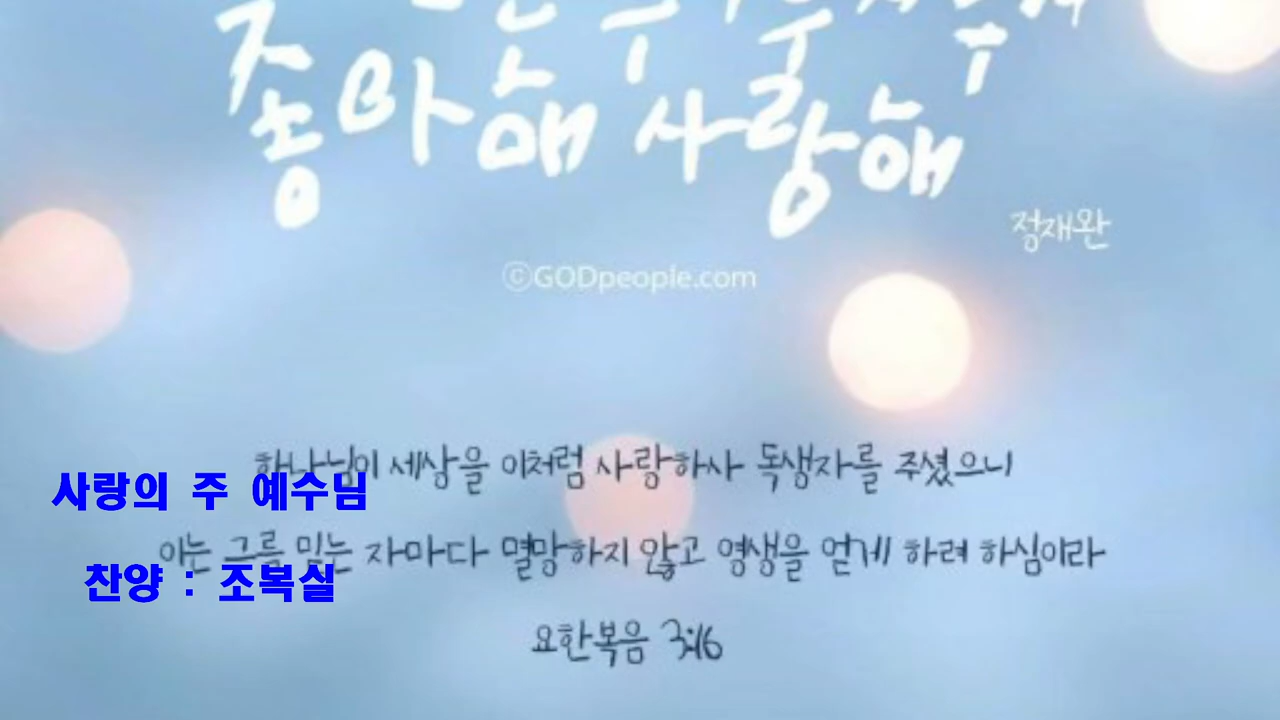 좋아해 사랑해
정재완
©GODpeople.com
하나님이 세상을 이처럼 사랑하사 독생자를 주셨으니
사랑의 주 예수님
이는 그를 믿는 자마다 멸망하지 않고 영생을 얻게 하려 하심이라
찬양 : 조복실
요한복음 3:16